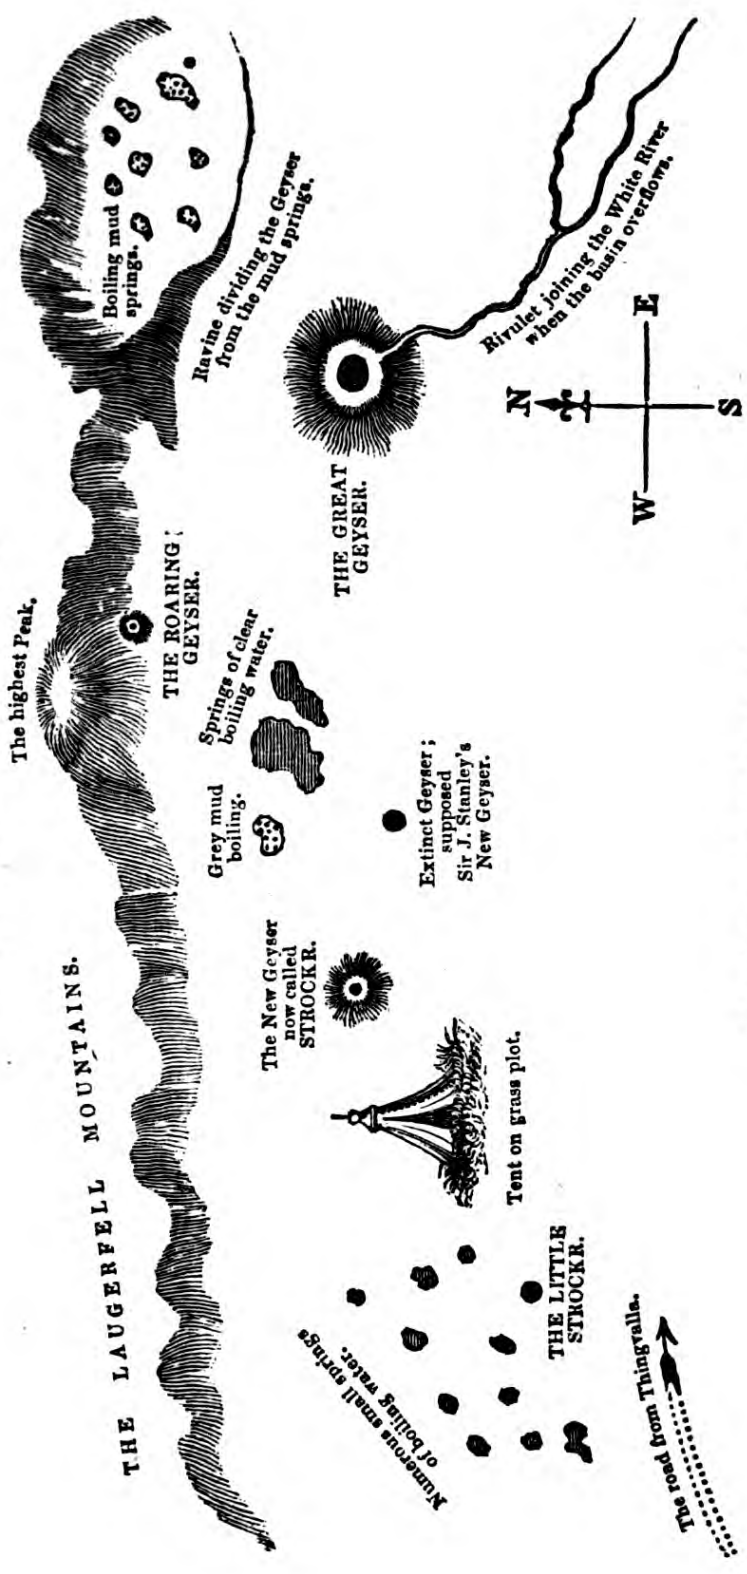 THE LAUGERFELL MOUNTAINS.
The highest Peak.
Boiling mud
springs.
Ravine dividing the Geyser
from the mud springs.
THE ROARING;
GEYSER.
Springs of clear
boiling water.
Grey mud
boiling.
THE GREAT
GEYSER.
The New Geyser
now called
STROCKR.
Extinct Geyser;
supposed
Sir J. Stanley's
New Geyser.
Rivulet joining the White River
when the basin overflows.
Numerous small springs
of boiling water.
Tent on grass plot.
THE LITTLE
STROCKR.
The road from Thingvalla.
N
W
E
S